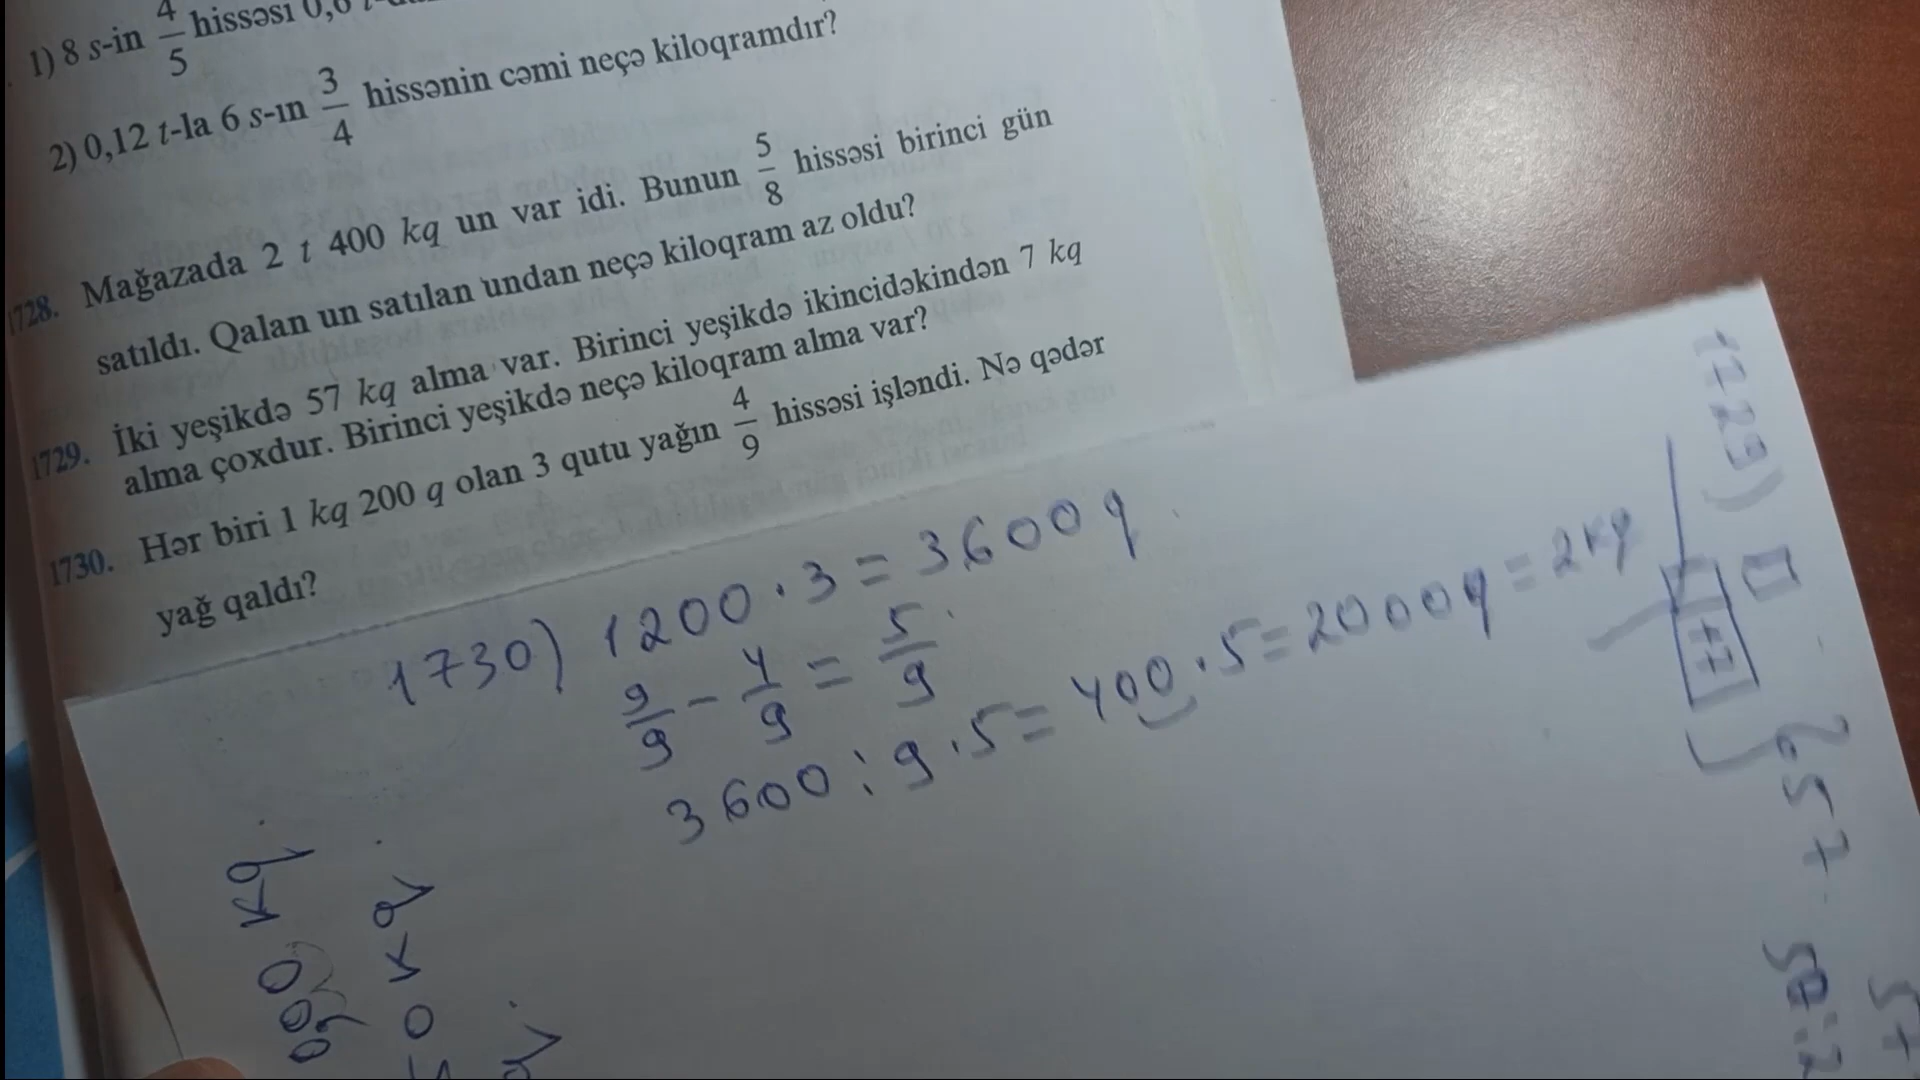 1) 8 s-in 4/5 hissəsi 0,6
2) 0,12 t-la 6 s-ın 3/4 hissənin cəmi neçə kiloqramdır?
1728. Mağazada 2 t 400 kq un var idi. Bunun 5/8 hissəsi birinci gün
satıldı. Qalan un satılan undan neçə kiloqram az oldu?
1729. İki yeşikdə 57 kq alma var. Birinci yeşikdə ikincidəkindən 7 kq
alma çoxdur. Birinci yeşikdə neçə kiloqram alma var?
1730. Hər biri 1 kq 200 q olan 3 qutu yağın 4/9 hissəsi işləndi. Nə qədər
yağ qaldı?
1730) 1200 · 3 = 3600 q
9/9 - 4/9 = 5/9
3600 : 9 · 5 = 400 · 5 = 2000 q = 2 kq
1729)
+7
57
50:2